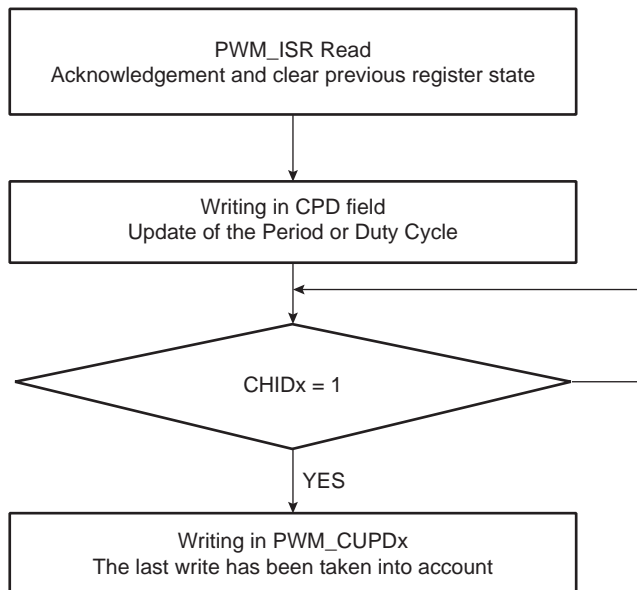 PWM_ISR Read
Acknowledgement and clear previous register state
Writing in CPD field
Update of the Period or Duty Cycle
CHIDx = 1
YES
Writing in PWM_CUPDx
The last write has been taken into account